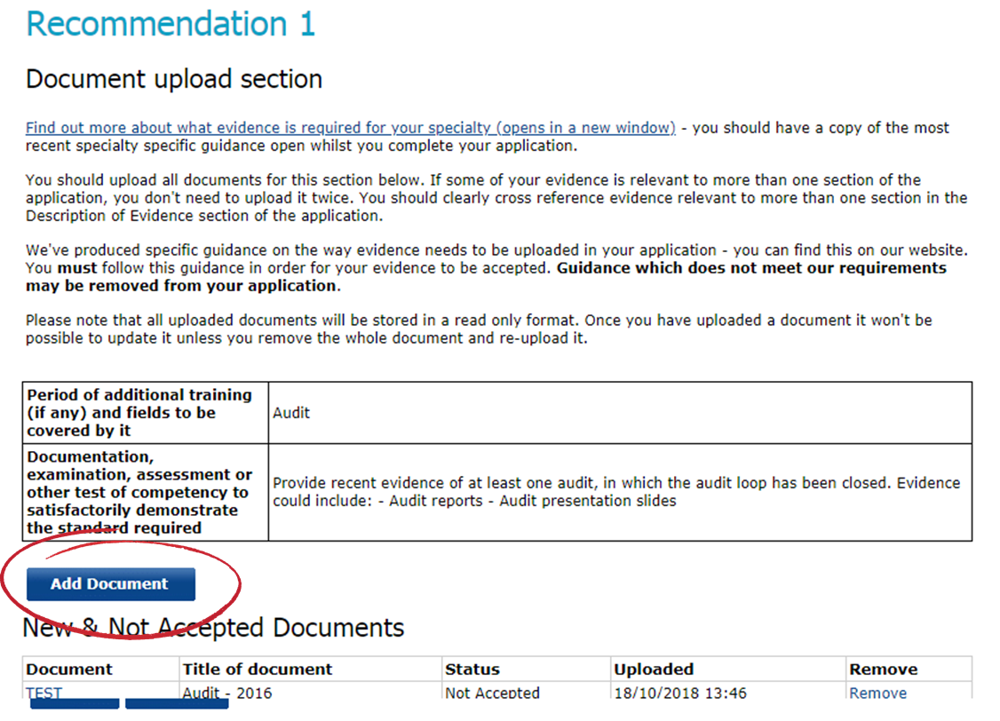 Recommendation 1
Document upload section
Find out more about what evidence is required for your specialty (opens in a new window) - you should have a copy of the most
recent specialty specific guidance open whilst you complete your application.
You should upload all documents for this section below. If some of your evidence is relevant to more than one section of the
application, you don't need to upload it twice. You should clearly cross reference evidence relevant to more than one section in the
Description of Evidence section of the application.
We've produced specific guidance on the way evidence needs to be uploaded in your application - you can find this on our website.
You must follow this guidance in order for your evidence to be accepted. Guidance which does not meet our requirements
may be removed from your application.
Please note that all uploaded documents will be stored in a read only format. Once you have uploaded a document it won't be
possible to update it unless you remove the whole document and re-upload it.
Period of additional training
(if any) and fields to be
covered by it
Audit
Documentation,
examination, assessment or
other test of competency to
satisfactorily demonstrate
the standard required
Provide recent evidence of at least one audit, in which the audit loop has been closed. Evidence
could include: - Audit reports - Audit presentation slides
Add Document
New & Not Accepted Documents
Document Title of document Status Uploaded Remove
TEST Audit - 2016 Not Accepted 18/10/2018 13:46 Remove